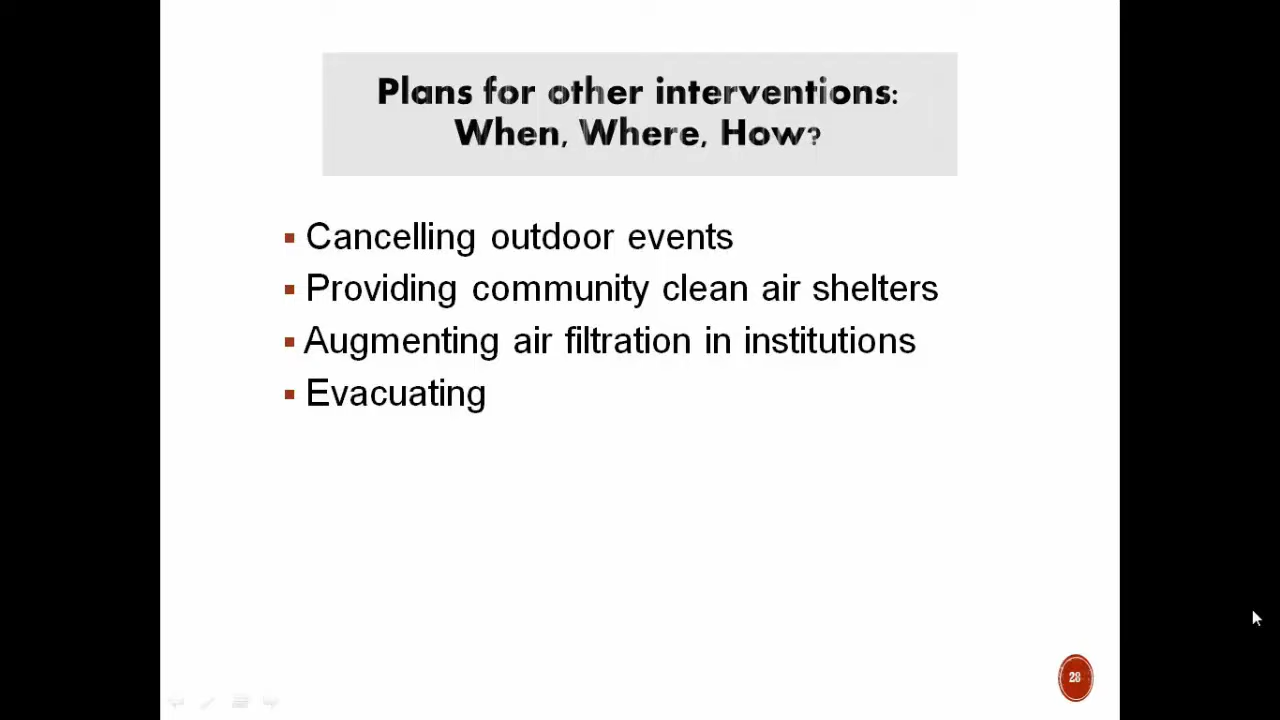 Plans for other interventions:
When, Where, How?
Cancelling outdoor events
Providing community clean air shelters
Augmenting air filtration in institutions
Evacuating
28